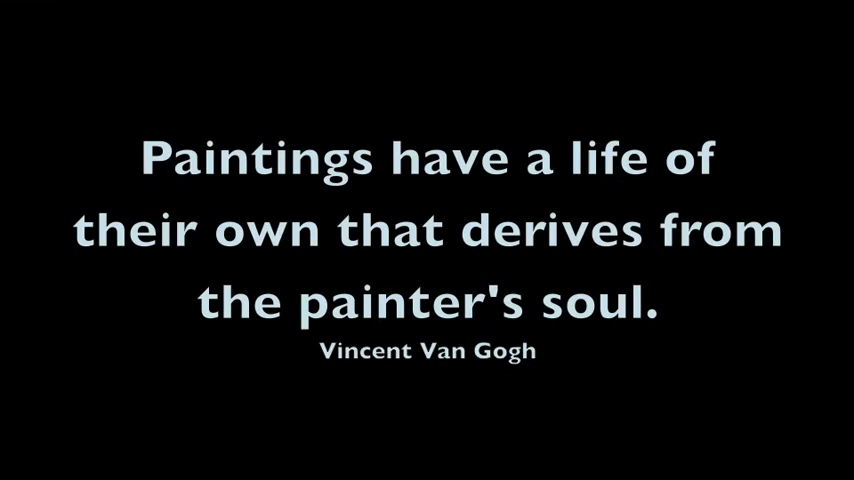 Paintings have a life of
their own that derives from
the painter's soul.
Vincent Van Gogh